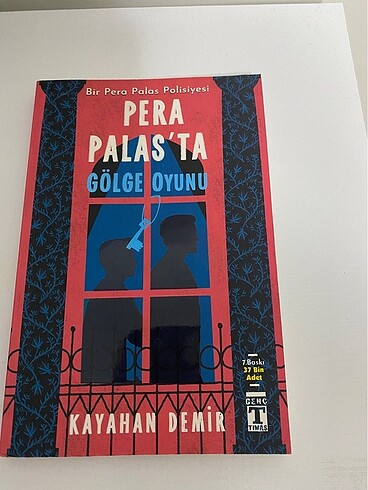 Bir Pera Palas Polisiyesi
PERA
PALAS'TA
GÖLGE OYUNU
7. Baskı
37 Bin
Adet
GENÇ
T
TİMAŞ
KAYAHAN DEMİR